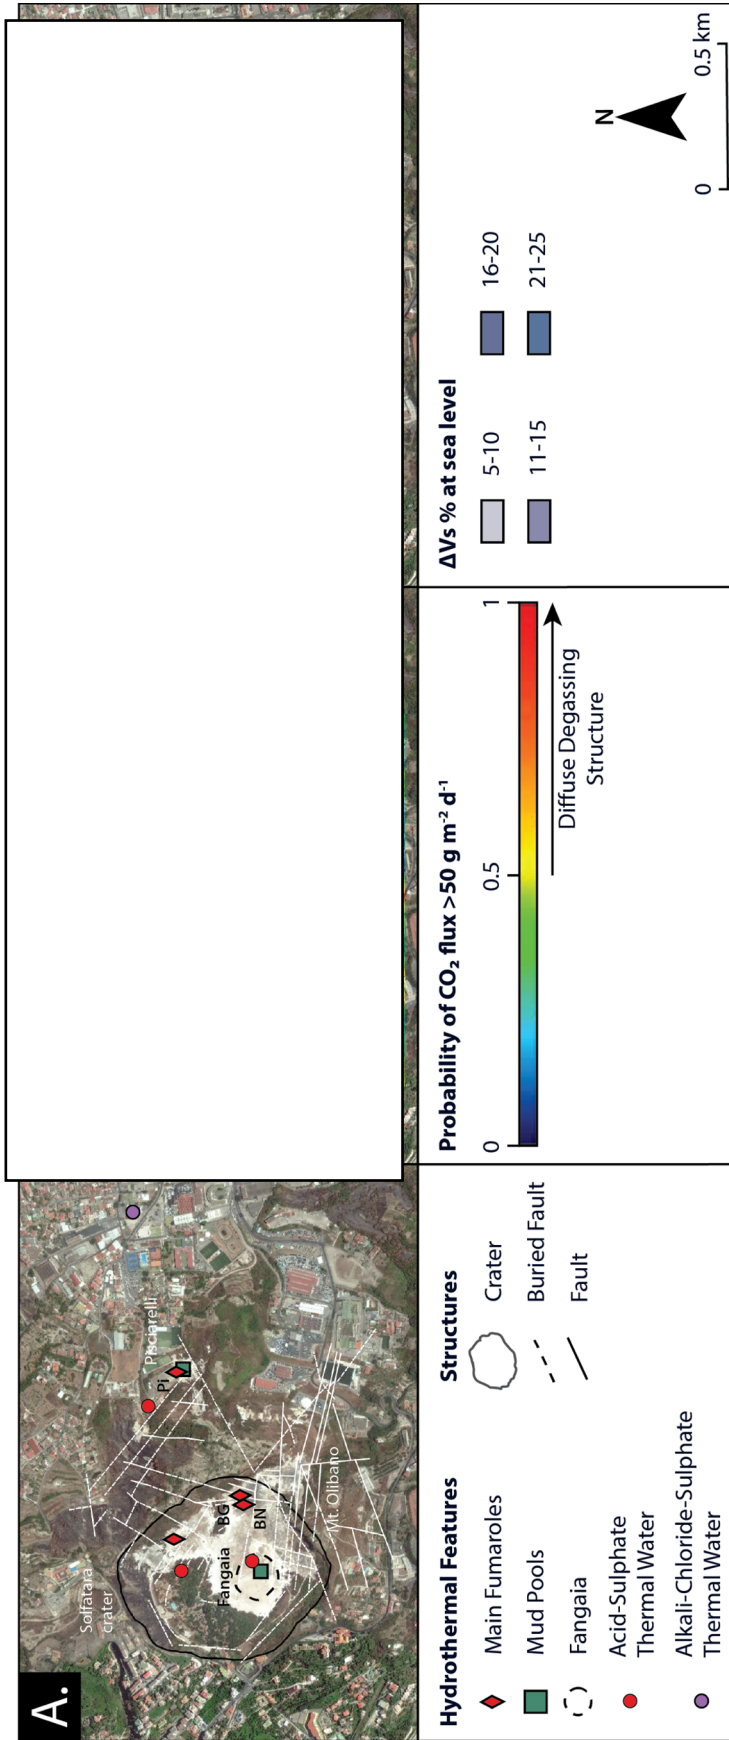 A.
Solfatara
crater
Fangaia
BG
BN
Pi
Pisciarelli
Mt. Olibano
Hydrothermal Features
Main Fumaroles
Mud Pools
Fangaia
Acid-Sulphate
Thermal Water
Alkali-Chloride-Sulphate
Thermal Water
Structures
Crater
Buried Fault
Fault
Probability of CO₂ flux >50 g m⁻² d⁻¹
0
0.5
1
Diffuse Degassing
Structure
ΔVs % at sea level
5-10
11-15
16-20
21-25
N
0
0.5 km